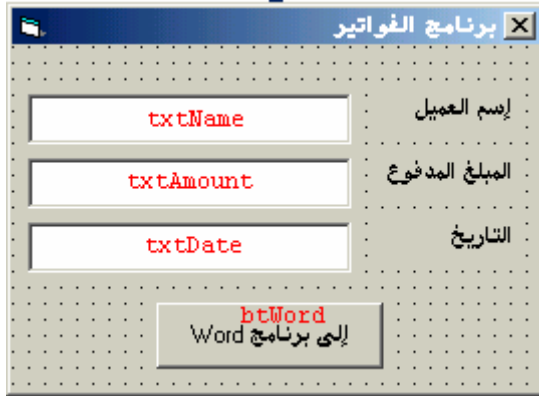 برنامج الفواتير
إسم العميل
txtName
المبلغ المدفوع
txtAmount
التاريخ
txtDate
btWord
إلى برنامج Word